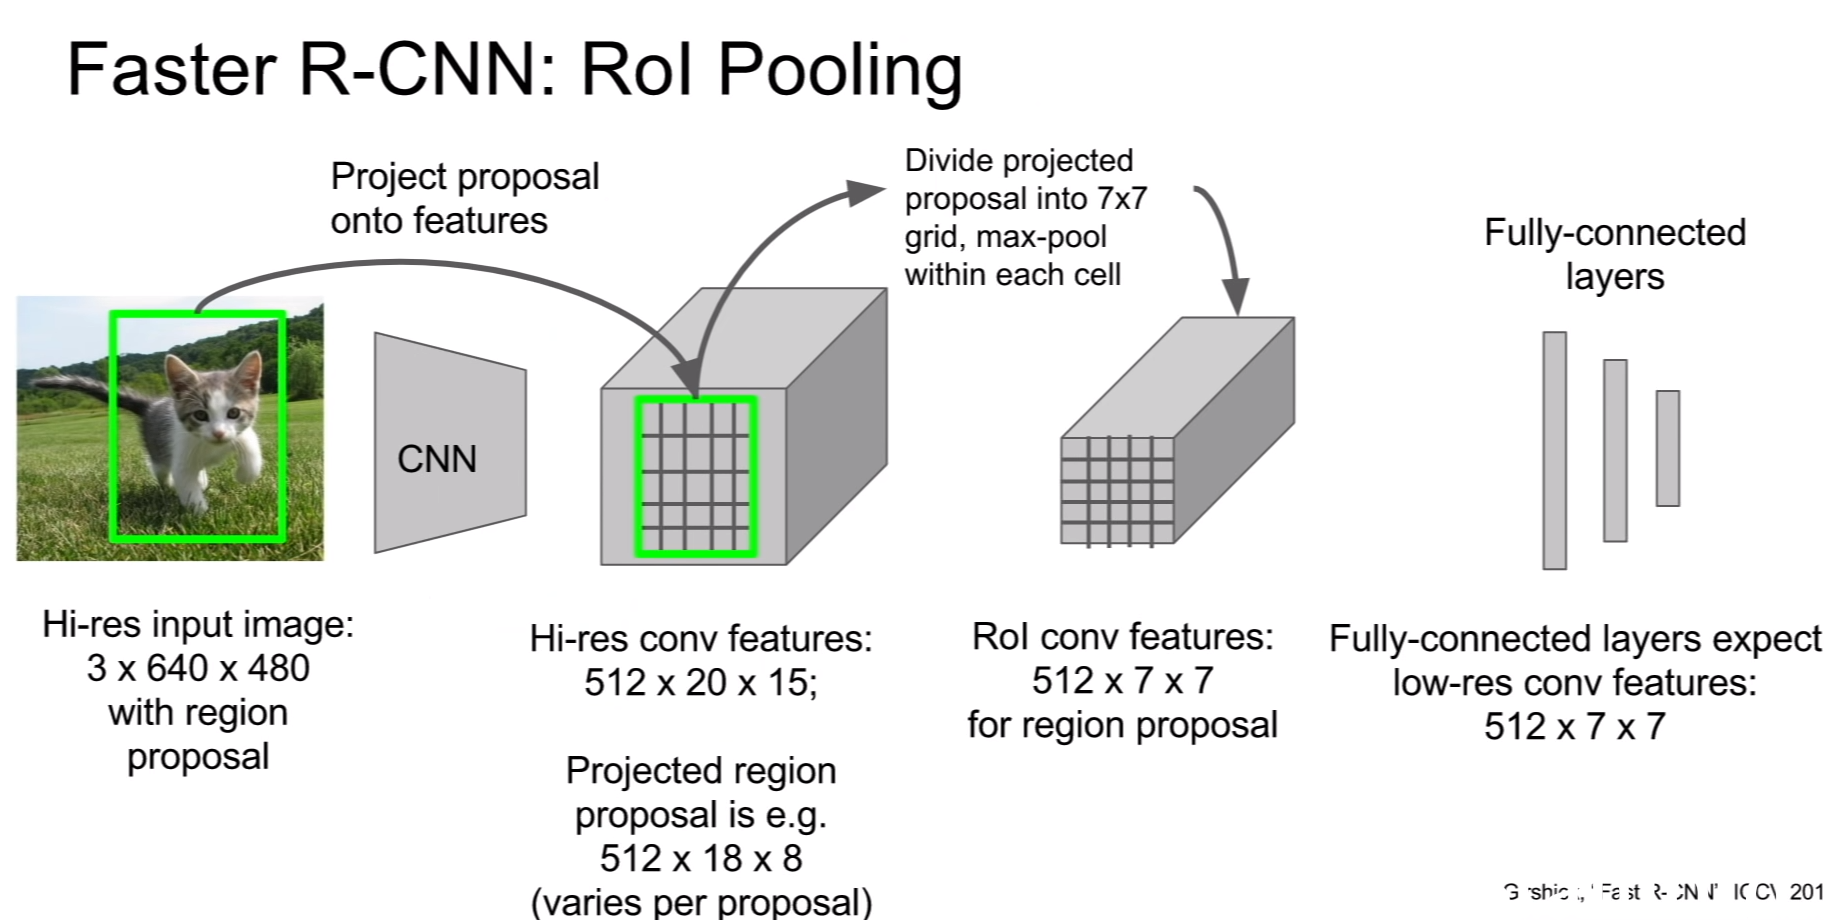 Faster R-CNN: RoI Pooling
Project proposal
onto features
Divide projected
proposal into 7x7
grid, max-pool
within each cell
Fully-connected
layers
CNN
Hi-res input image:
3 x 640 x 480
with region
proposal
Hi-res conv features:
512 x 20 x 15;
Projected region
proposal is e.g.
512 x 18 x 8
(varies per proposal)
RoI conv features:
512 x 7 x 7
for region proposal
Fully-connected layers expect
low-res conv features:
512 x 7 x 7